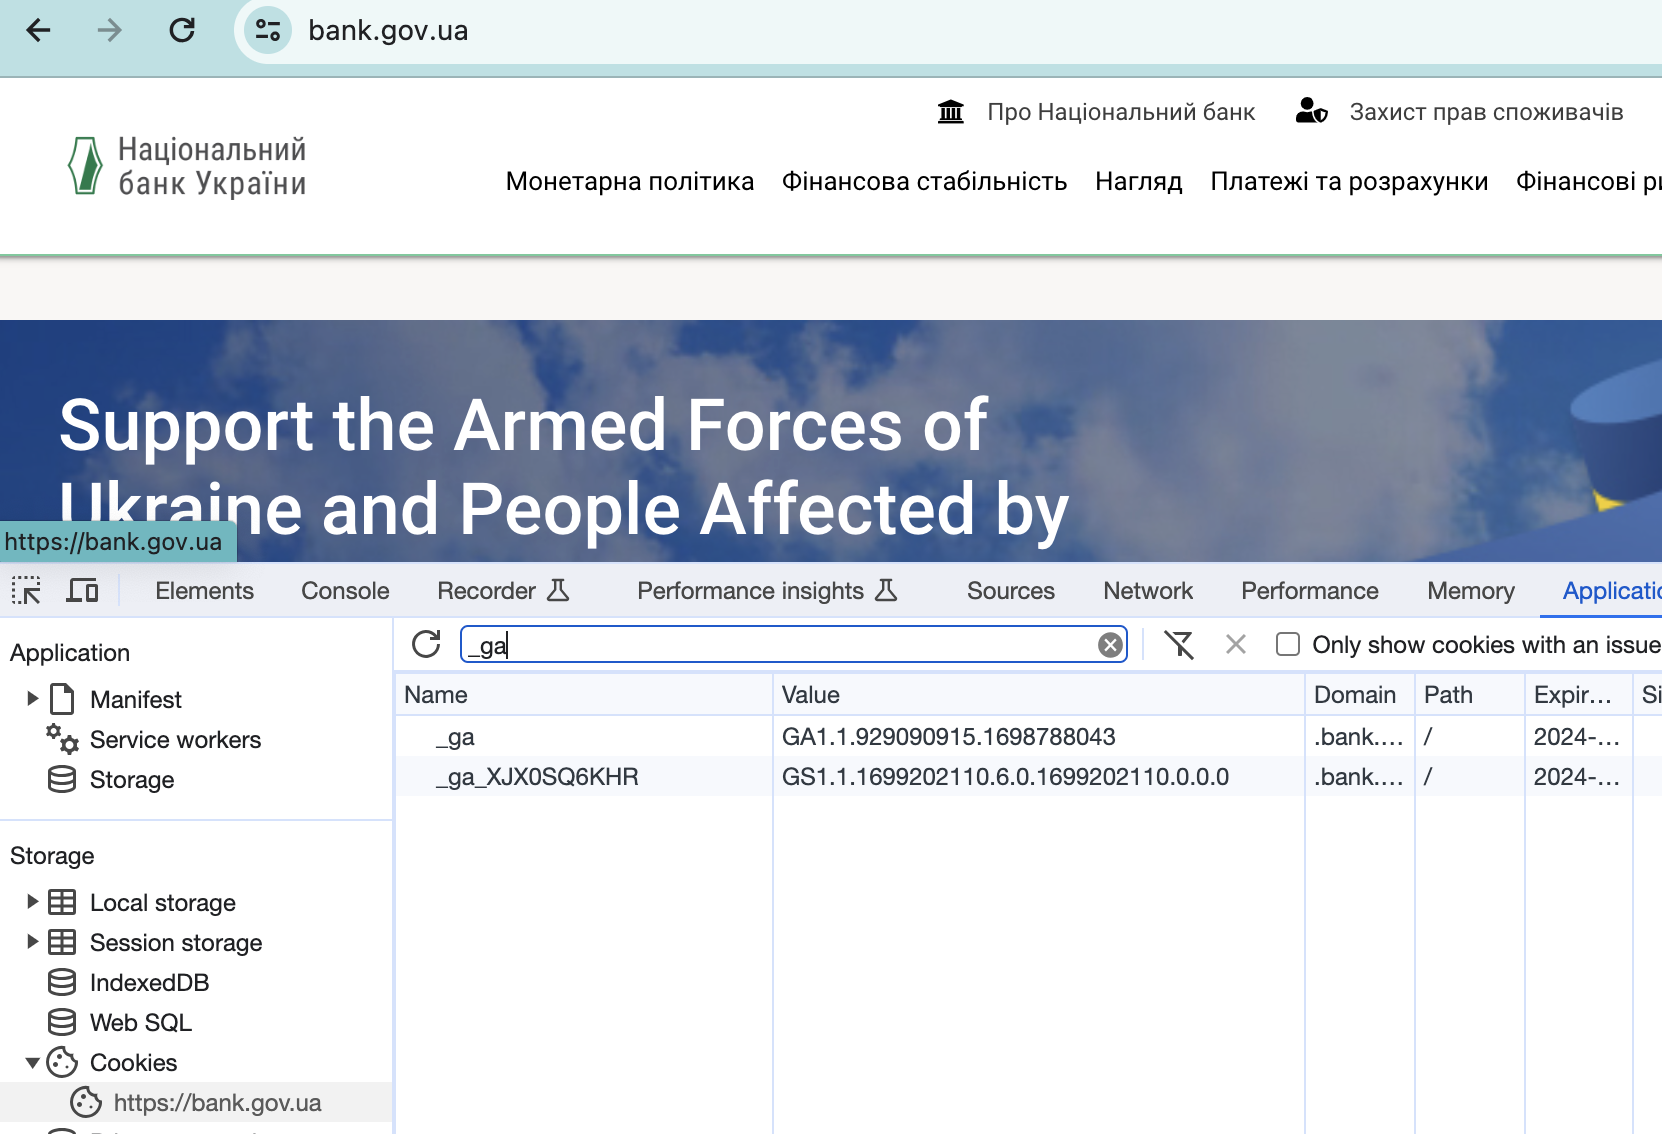 bank.gov.ua
Про Національний банк
Захист прав споживачів
Національний
банк України
Монетарна політика Фінансова стабільність Нагляд Платежі та розрахунки Фінансові ри
Support the Armed Forces of
Ukraine and People Affected by
https://bank.gov.ua
Elements Console Recorder Performance insights Sources Network Performance Memory Applicatio
Application
Manifest
Service workers
Storage
Storage
Local storage
Session storage
IndexedDB
Web SQL
Cookies
https://bank.gov.ua
_ga
Only show cookies with an issue
Name Value Domain Path Expir... Si
_ga GA1.1.929090915.1698788043 .bank.... / 2024-...
_ga_XJX0SQ6KHR GS1.1.1699202110.6.0.1699202110.0.0.0 .bank.... / 2024-...